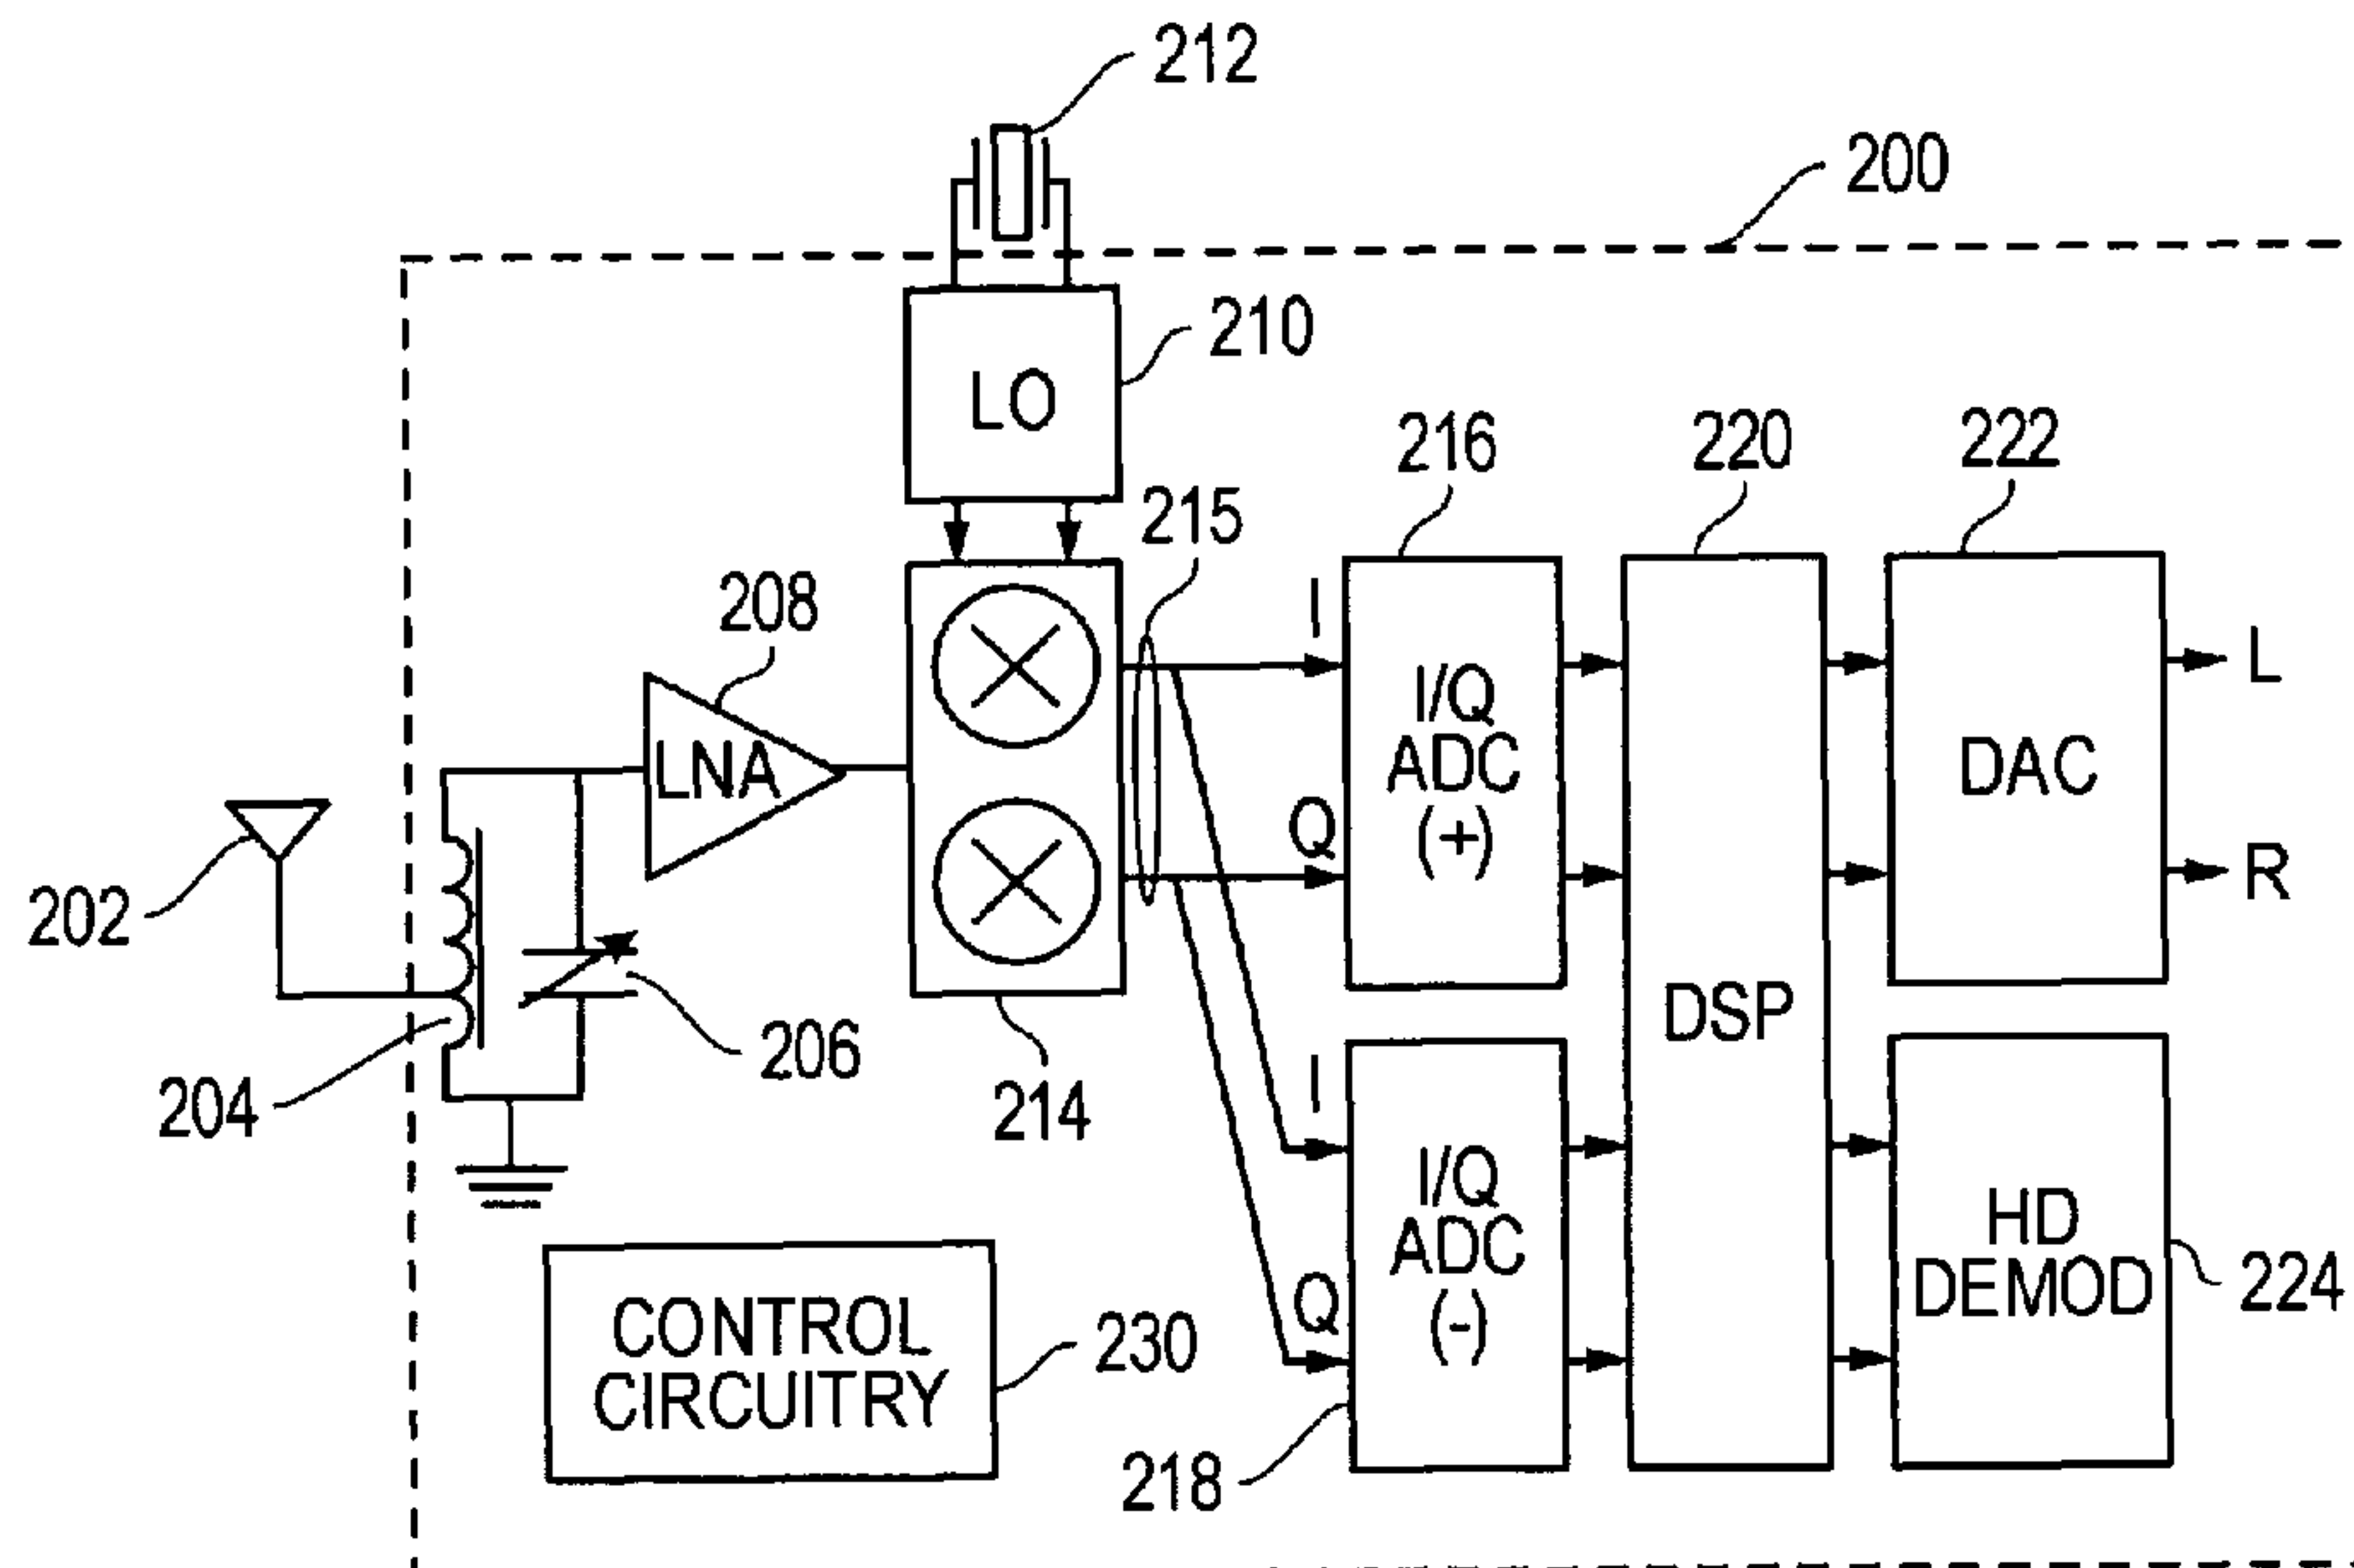 212
200
LO
210
215
216
220
222
208
LNA
I
Q
I/Q
ADC
(+)
DSP
DAC
L
R
202
204
206
214
I
Q
I/Q
ADC
(-)
218
HD
DEMOD
224
CONTROL
CIRCUITRY
230